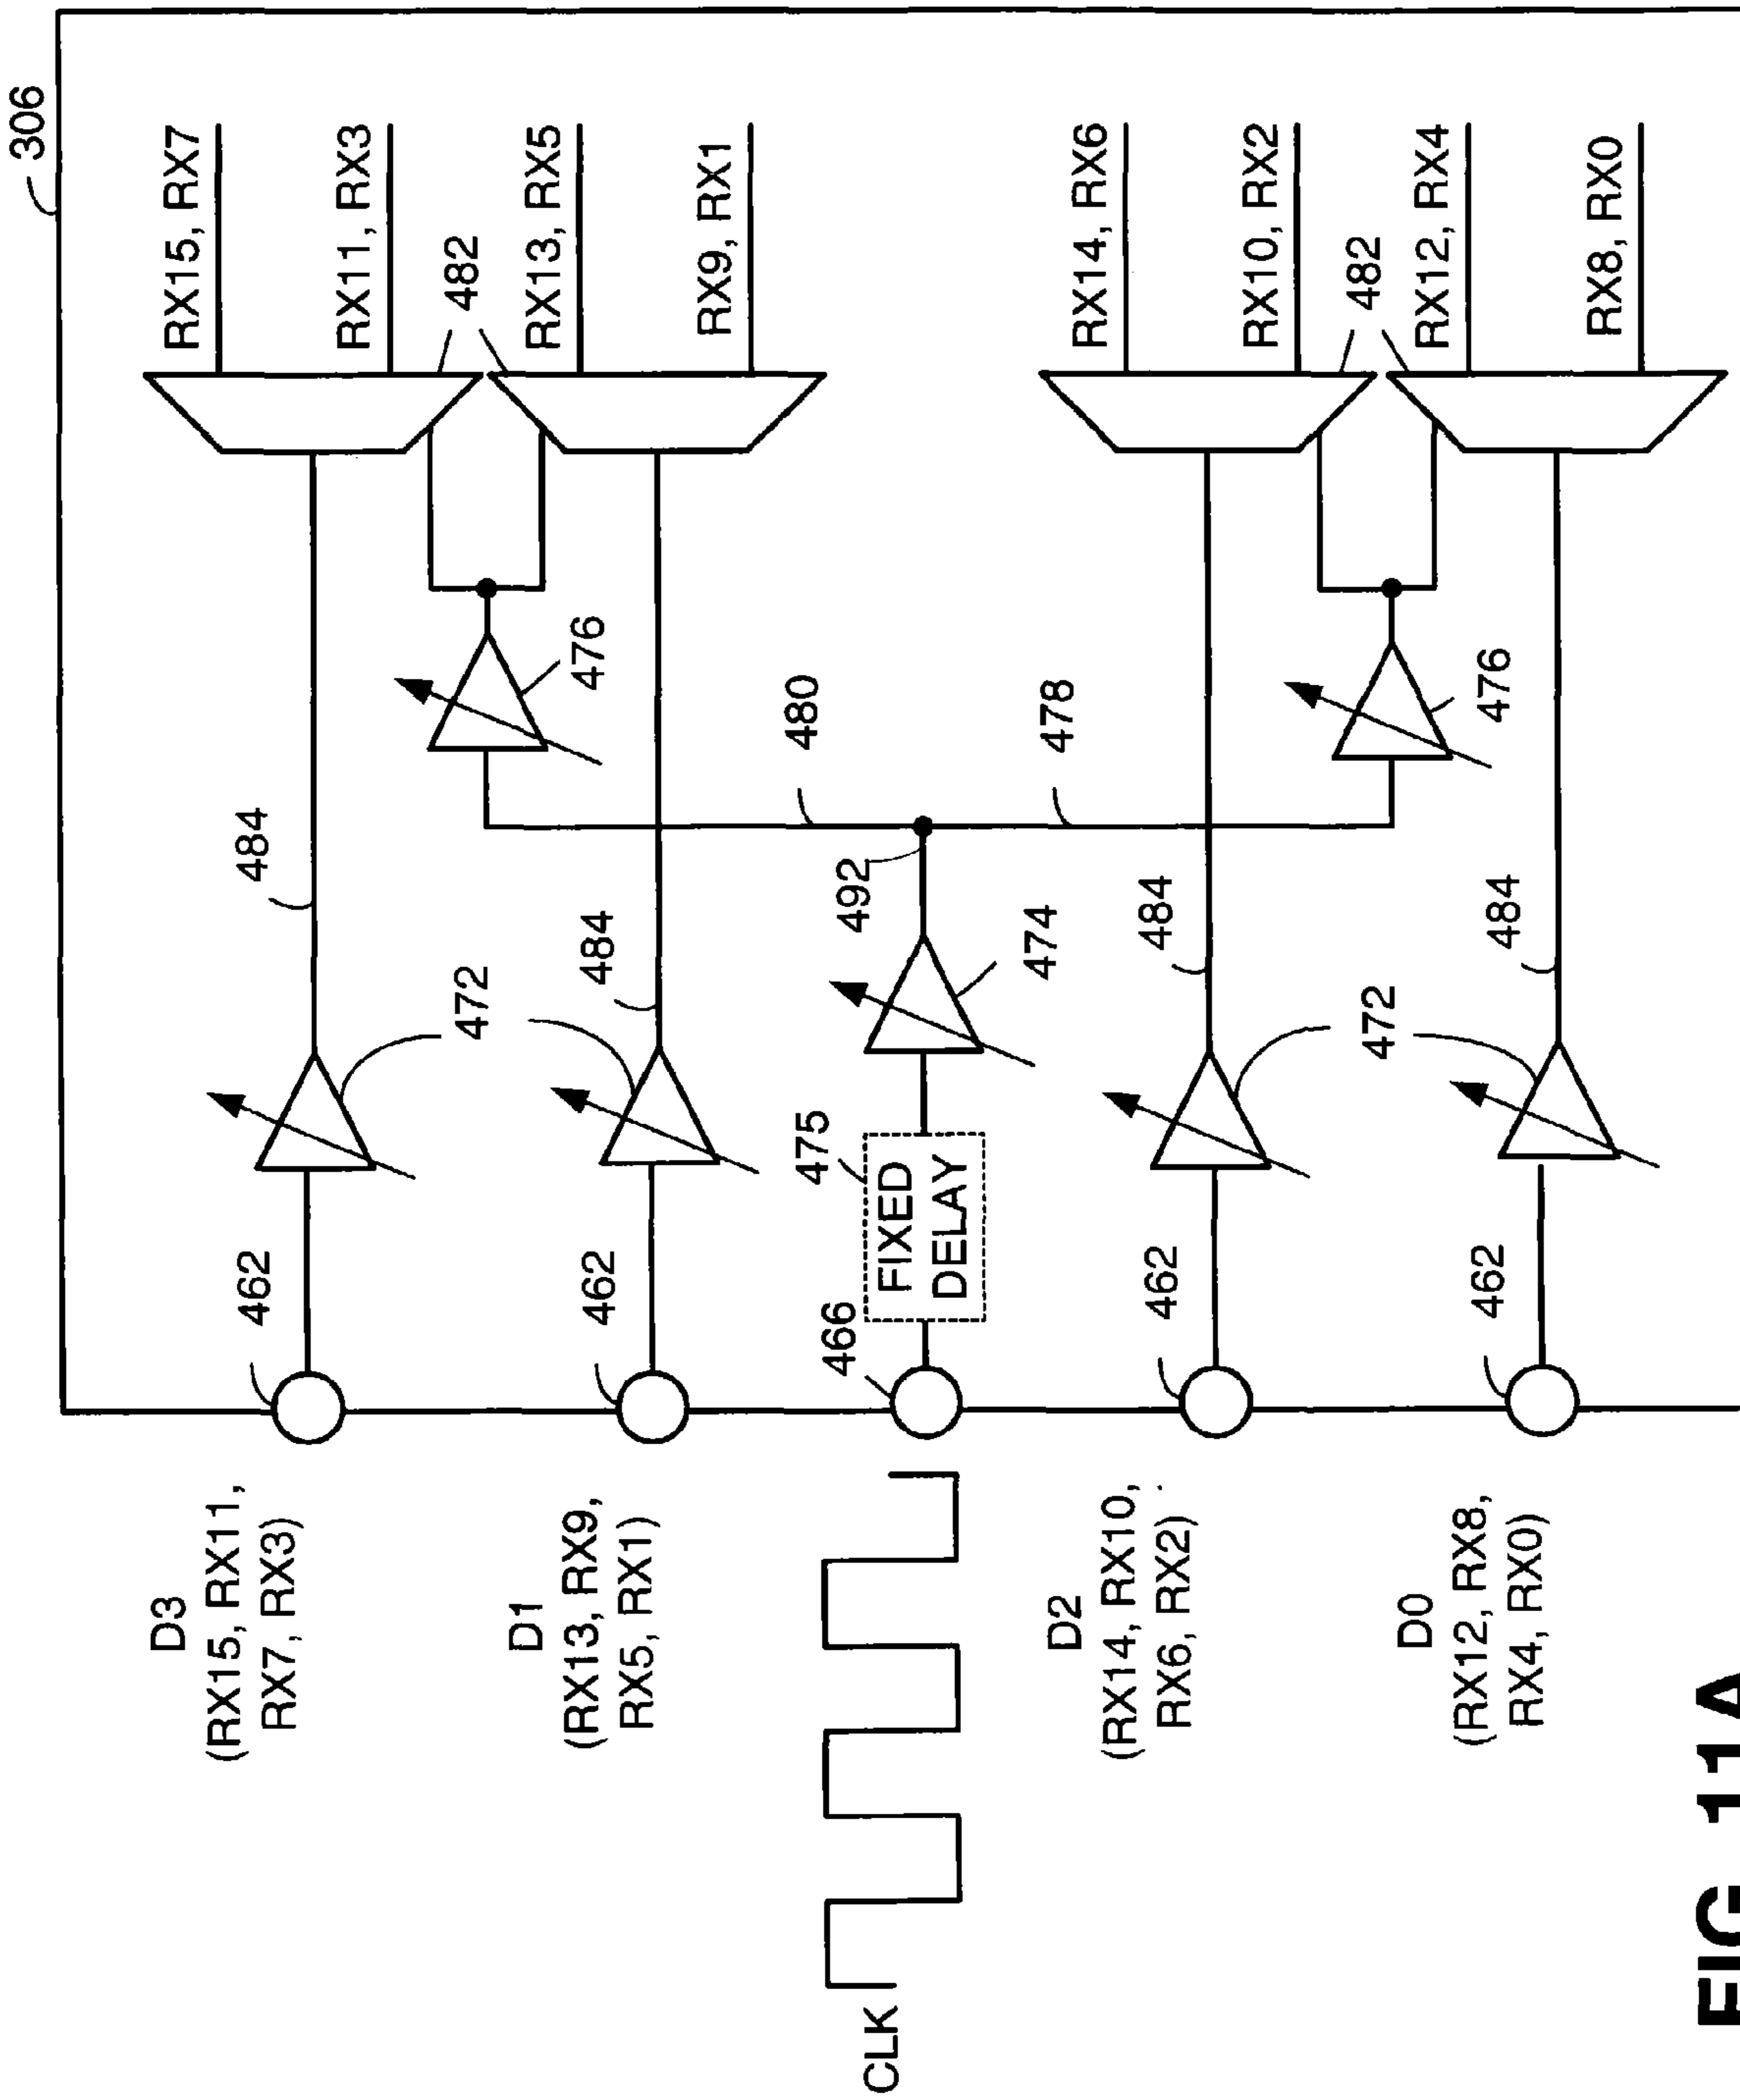 306
D3
(RX15, RX11,
RX7, RX3)
462
484
RX15, RX7
RX11, RX3
472
482
D1
(RX13, RX9,
RX5, RX1)
462
484
476
RX13, RX5
RX9, RX1
480
CLK
466
475
FIXED
DELAY
492
474
478
D2
(RX14, RX10,
RX6, RX2)
462
484
RX14, RX6
RX10, RX2
472
482
476
D0
(RX12, RX8,
RX4, RX0)
462
484
RX12, RX4
RX8, RX0
FIG 11A